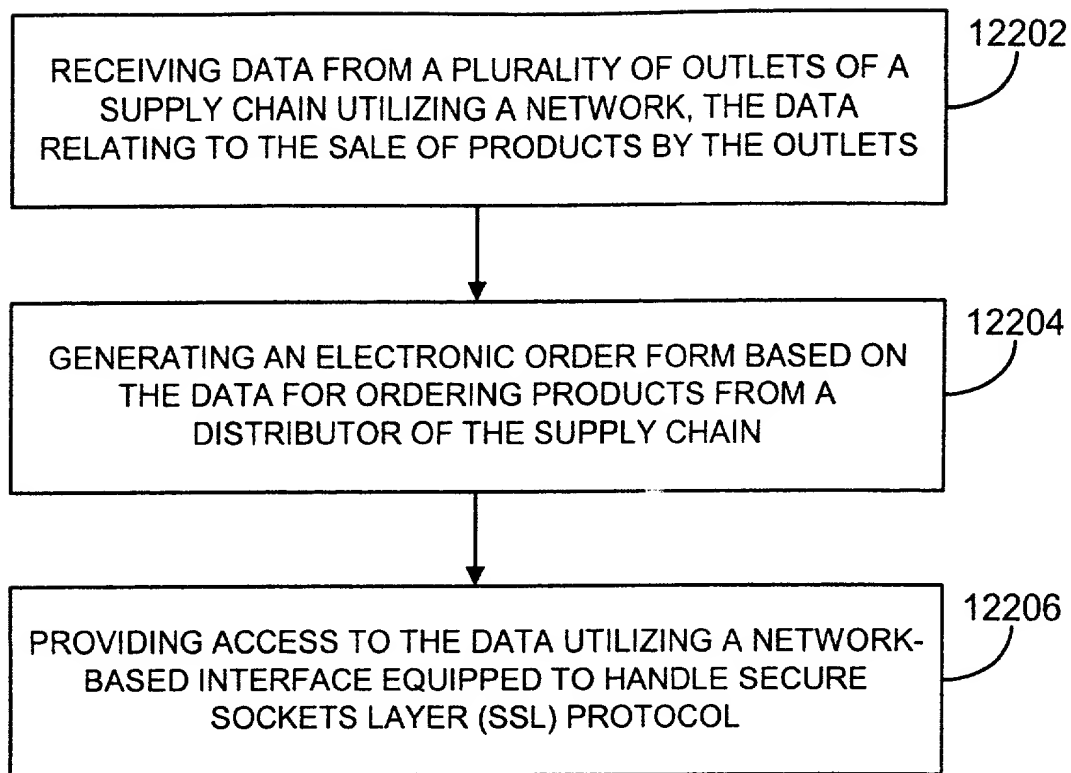 12202
RECEIVING DATA FROM A PLURALITY OF OUTLETS OF A
SUPPLY CHAIN UTILIZING A NETWORK, THE DATA
RELATING TO THE SALE OF PRODUCTS BY THE OUTLETS
12204
GENERATING AN ELECTRONIC ORDER FORM BASED ON
THE DATA FOR ORDERING PRODUCTS FROM A
DISTRIBUTOR OF THE SUPPLY CHAIN
12206
PROVIDING ACCESS TO THE DATA UTILIZING A NETWORK-
BASED INTERFACE EQUIPPED TO HANDLE SECURE
SOCKETS LAYER (SSL) PROTOCOL